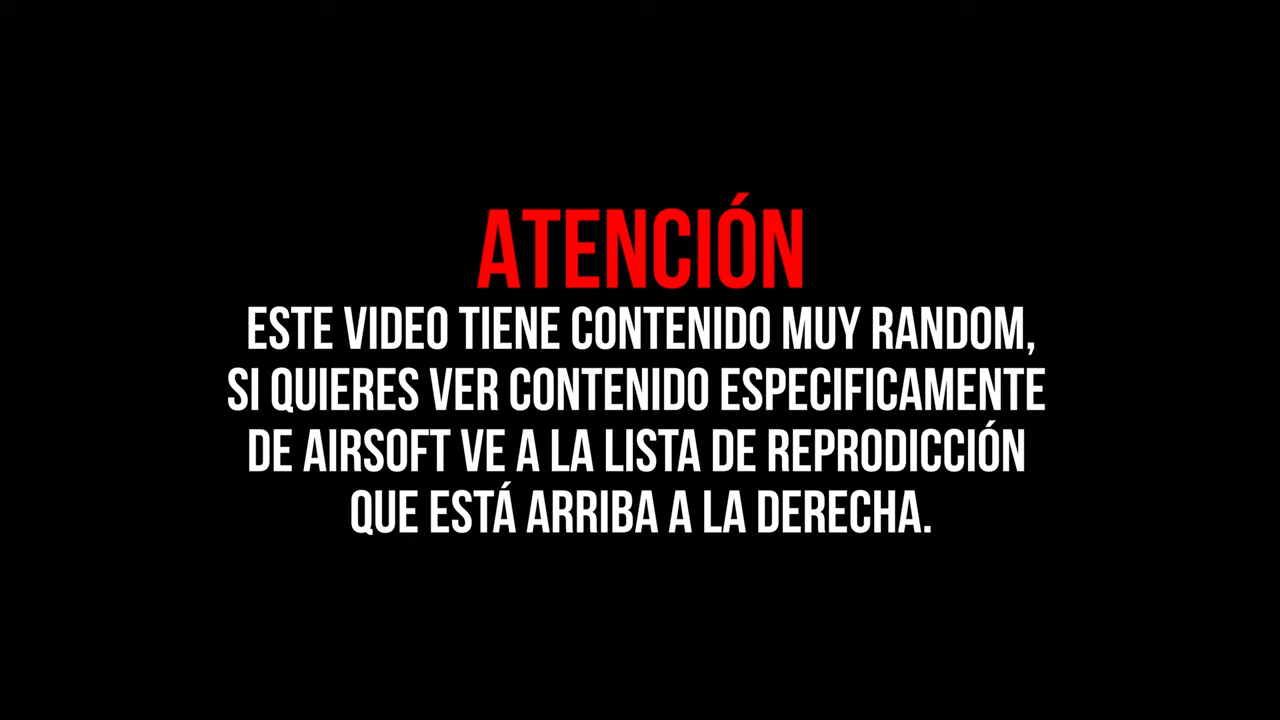 ATENCIÓN
ESTE VIDEO TIENE CONTENIDO MUY RANDOM,
SI QUIERES VER CONTENIDO ESPECIFICAMENTE
DE AIRSOFT VE A LA LISTA DE REPRODICCIÓN
QUE ESTÁ ARRIBA A LA DERECHA.